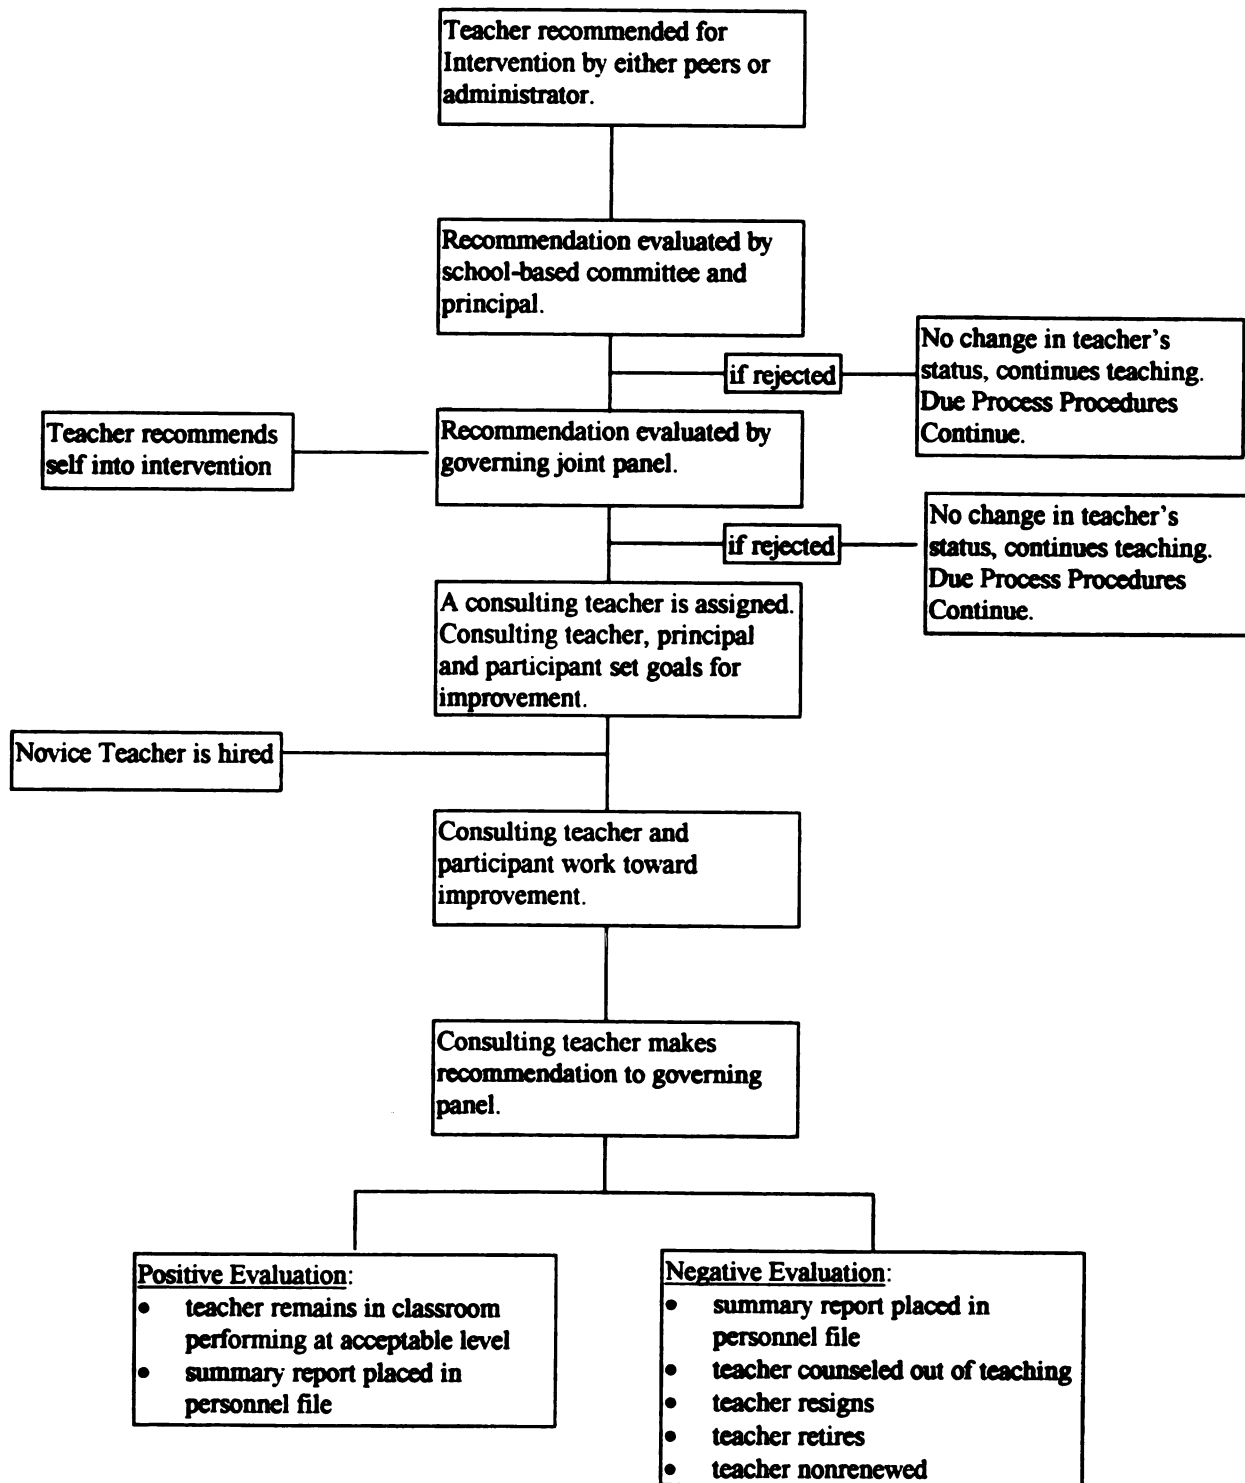 Teacher recommended for
Intervention by either peers or
administrator.
Recommendation evaluated by
school-based committee and
principal.
if rejected
No change in teacher's
status, continues teaching.
Due Process Procedures
Continue.
Teacher recommends
self into intervention
Recommendation evaluated by
governing joint panel.
if rejected
No change in teacher's
status, continues teaching.
Due Process Procedures
Continue.
A consulting teacher is assigned.
Consulting teacher, principal
and participant set goals for
improvement.
Novice Teacher is hired
Consulting teacher and
participant work toward
improvement.
Consulting teacher makes
recommendation to governing
panel.
Positive Evaluation:
• teacher remains in classroom
performing at acceptable level
• summary report placed in
personnel file
Negative Evaluation:
• summary report placed in
personnel file
• teacher counseled out of teaching
• teacher resigns
• teacher retires
• teacher nonrenewed